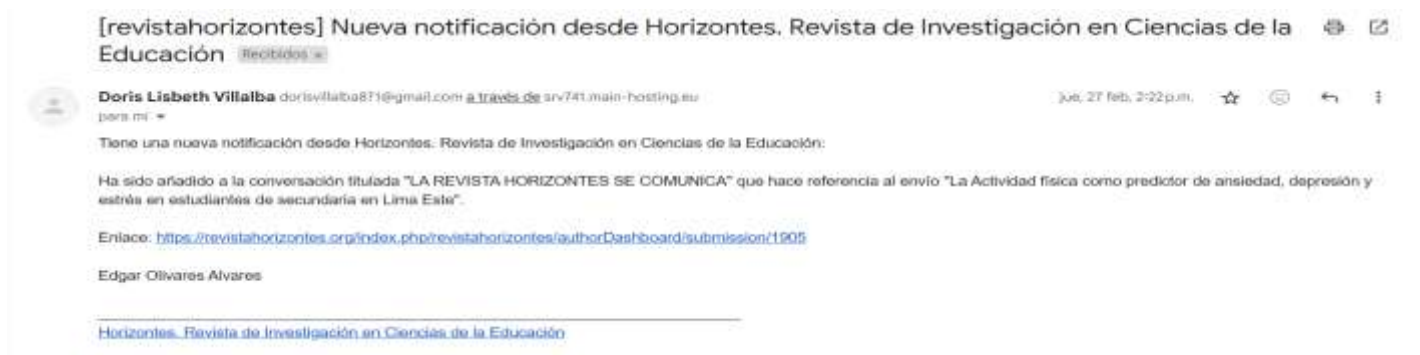 [revistahorizontes] Nueva notificación desde Horizontes. Revista de Investigación en Ciencias de la
Educación Recibidos
Doris Lisbeth Villalba dorisvillalba871@gmail.com a través de srv741.main-hosting.eu jue, 27 feb, 2:22 p.m.
para mí
Tiene una nueva notificación desde Horizontes. Revista de Investigación en Ciencias de la Educación:
Ha sido añadido a la conversación titulada "LA REVISTA HORIZONTES SE COMUNICA" que hace referencia al envío "La Actividad física como predictor de ansiedad, depresión y
estrés en estudiantes de secundaria en Lima Este".
Enlace: https://revistahorizontes.org/index.php/revistahorizontes/authorDashboard/submission/1905
Edgar Olivares Alvares
Horizontes. Revista de Investigación en Ciencias de la Educación